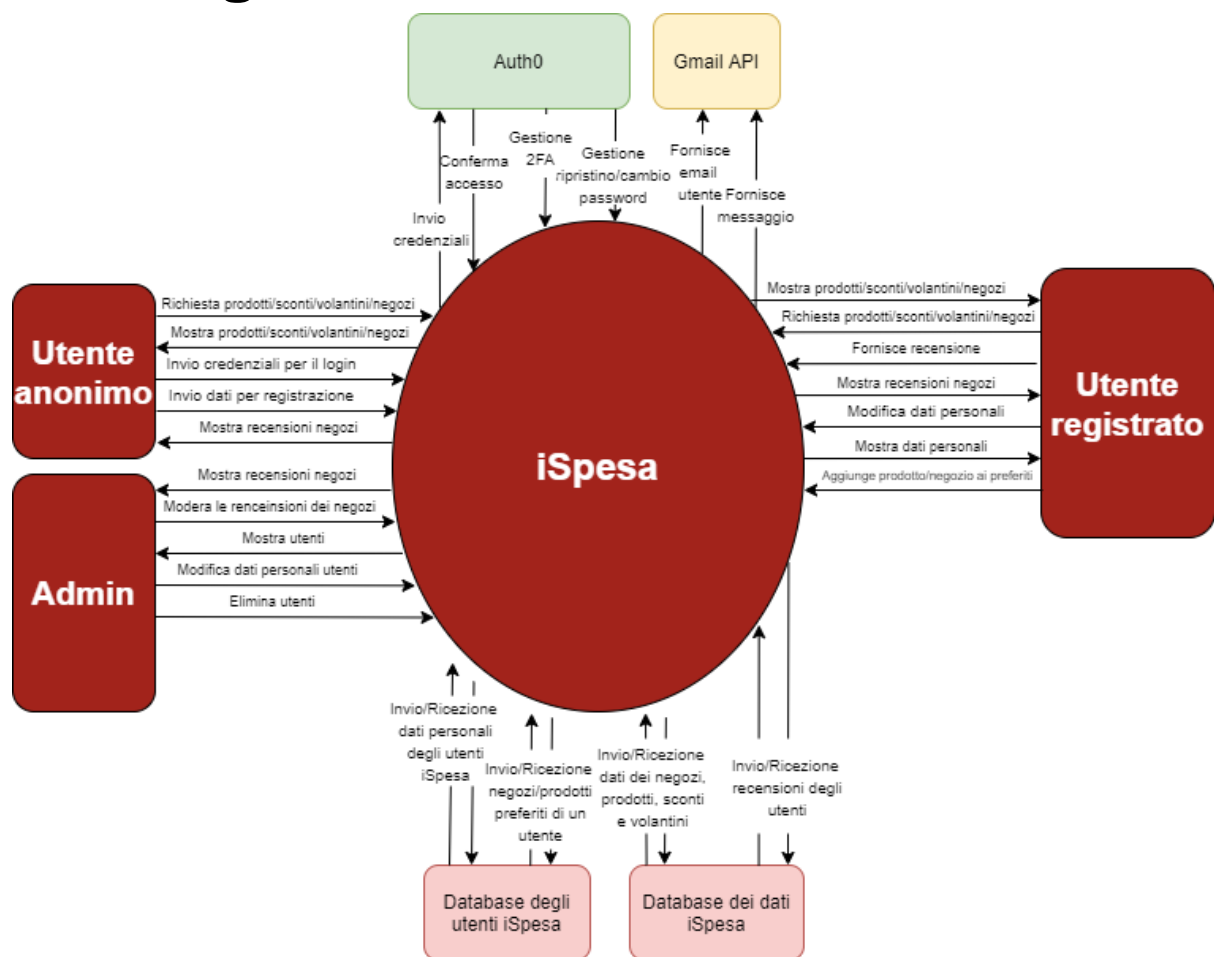 Auth0
Gmail API
Invio
credenziali
Conferma
accesso
Gestione
2FA
Gestione
ripristino/cambio
password
Fornisce
email
utente
Fornisce
messaggio
Utente
anonimo
Richiesta prodotti/sconti/volantini/negozi
Mostra prodotti/sconti/volantini/negozi
Invio credenziali per il login
Invio dati per registrazione
Mostra recensioni negozi
Admin
Mostra recensioni negozi
Modera le renceinsioni dei negozi
Mostra utenti
Modifica dati personali utenti
Elimina utenti
iSpesa
Mostra prodotti/sconti/volantini/negozi
Richiesta prodotti/sconti/volantini/negozi
Fornisce recensione
Mostra recensioni negozi
Modifica dati personali
Mostra dati personali
Aggiunge prodotto/negozio ai preferiti
Utente
registrato
Invio/Ricezione
dati personali
degli utenti
iSpesa
Invio/Ricezione
negozi/prodotti
preferiti di un
utente
Invio/Ricezione
dati dei negozi,
prodotti, sconti
e volantini
Invio/Ricezione
recensioni degli
utenti
Database degli
utenti iSpesa
Database dei dati
iSpesa